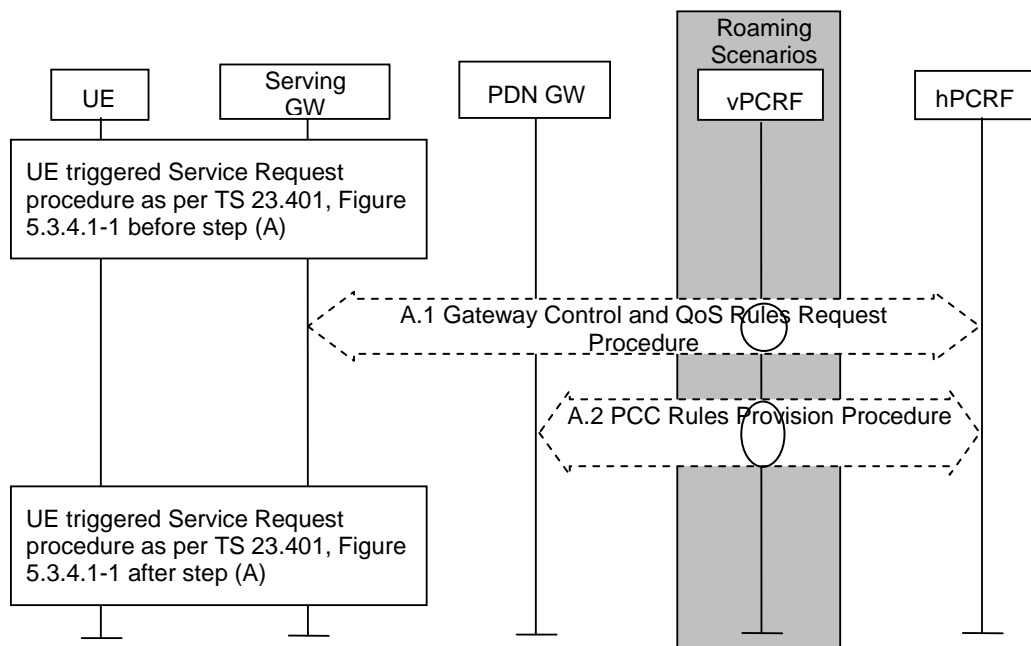 Roaming
Scenarios
UE
Serving
GW
PDN GW
vPCRF
hPCRF
UE triggered Service Request
procedure as per TS 23.401, Figure
5.3.4.1-1 before step (A)
A.1 Gateway Control and QoS Rules Request
Procedure
A.2 PCC Rules Provision Procedure
UE triggered Service Request
procedure as per TS 23.401, Figure
5.3.4.1-1 after step (A)